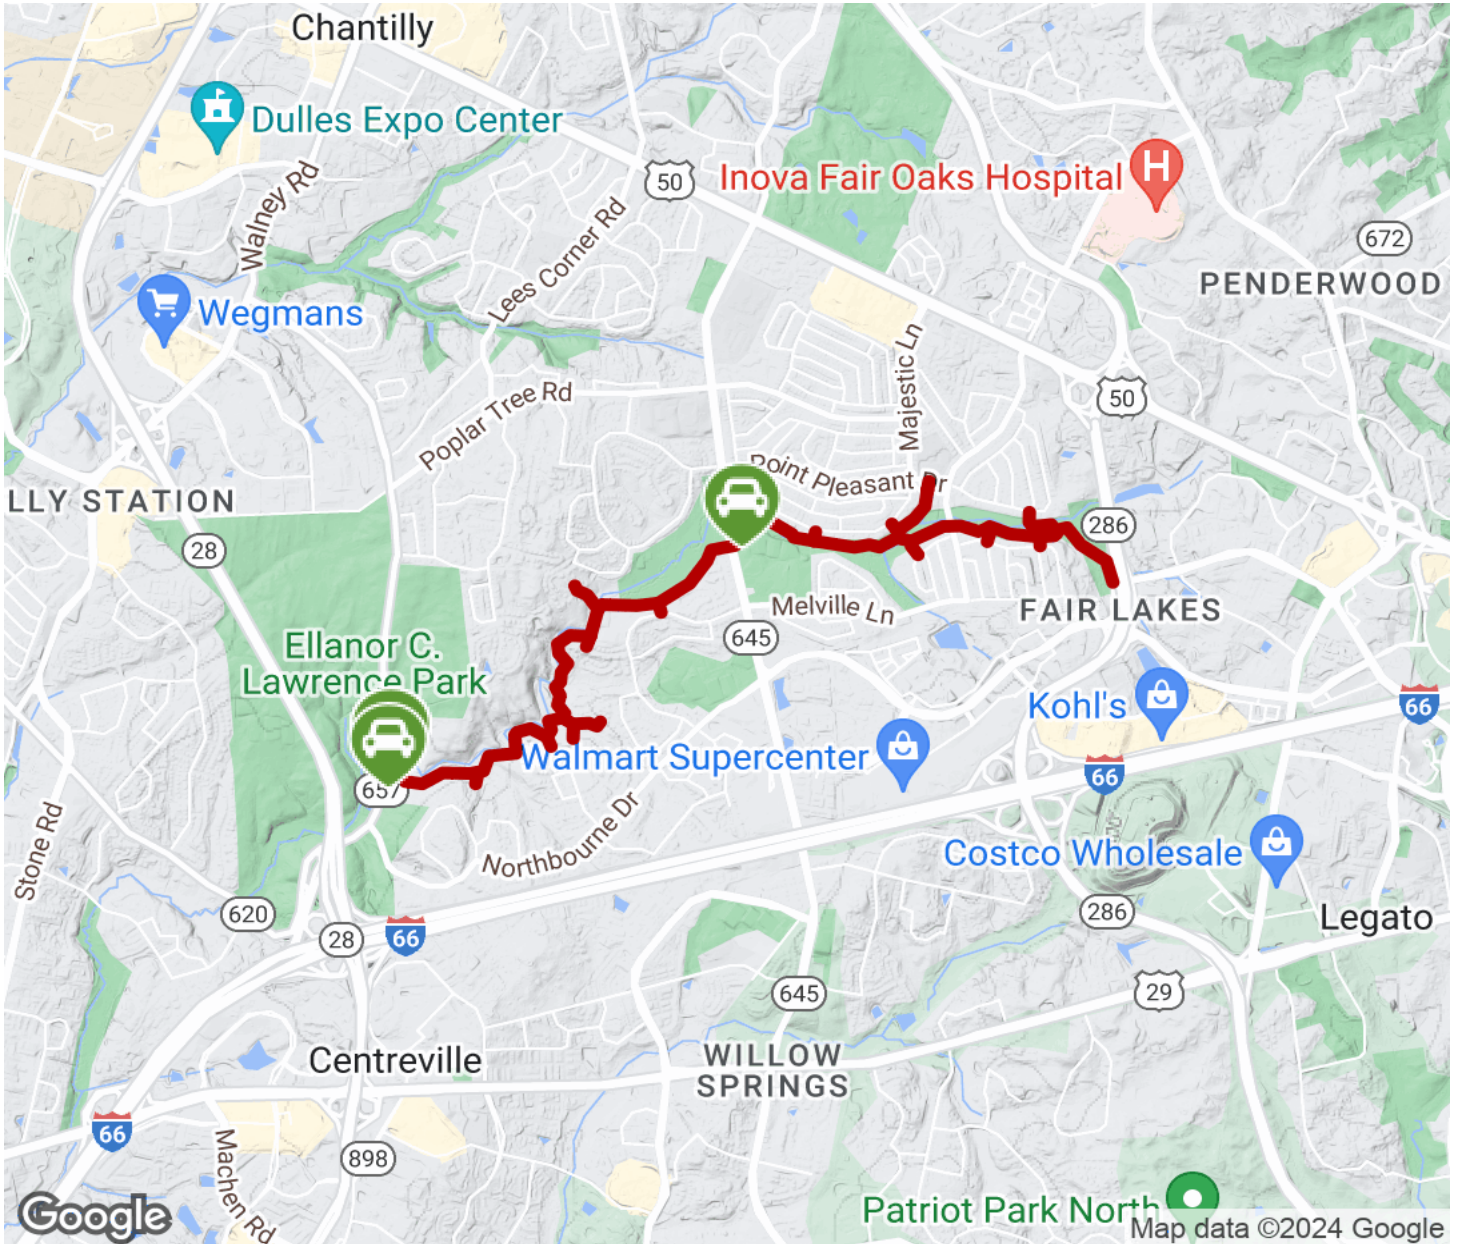 Chantilly
Dulles Expo Center
Walney Rd
50
Inova Fair Oaks Hospital
H
672
Lees Corner Rd
PENDERWOOD
Wegmans
Majestic Ln
50
Poplar Tree Rd
Point Pleasant Dr
LLY STATION
28
286
Melville Ln
FAIR LAKES
645
Ellanor C.
Lawrence Park
Kohl's
66
Walmart Supercenter
66
657
Northbourne Dr
Stone Rd
Costco Wholesale
620
28
66
286
Legato
645
29
Centreville
WILLOW
SPRINGS
66
898
Machen Rd
Patriot Park North
Google
Map data ©2024 Google